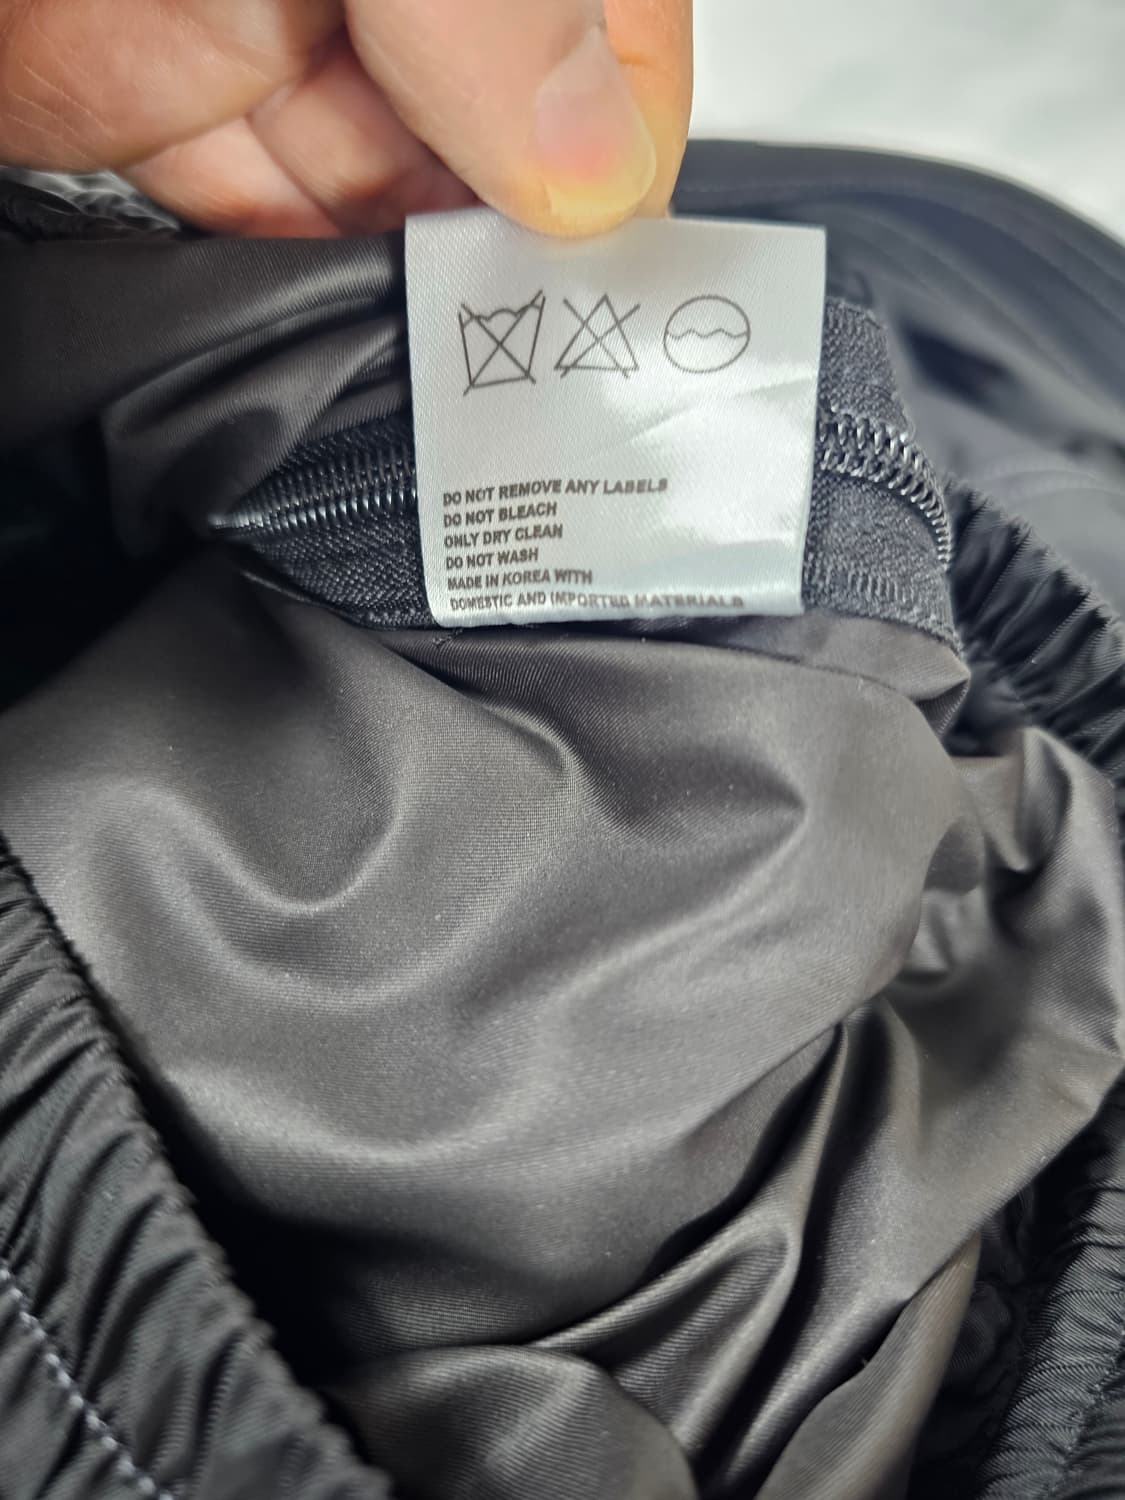 DO NOT REMOVE ANY LABELS
DO NOT BLEACH
ONLY DRY CLEAN
DO NOT WASH
MADE IN KOREA WITH
DOMESTIC AND IMPORTED MATERIALS